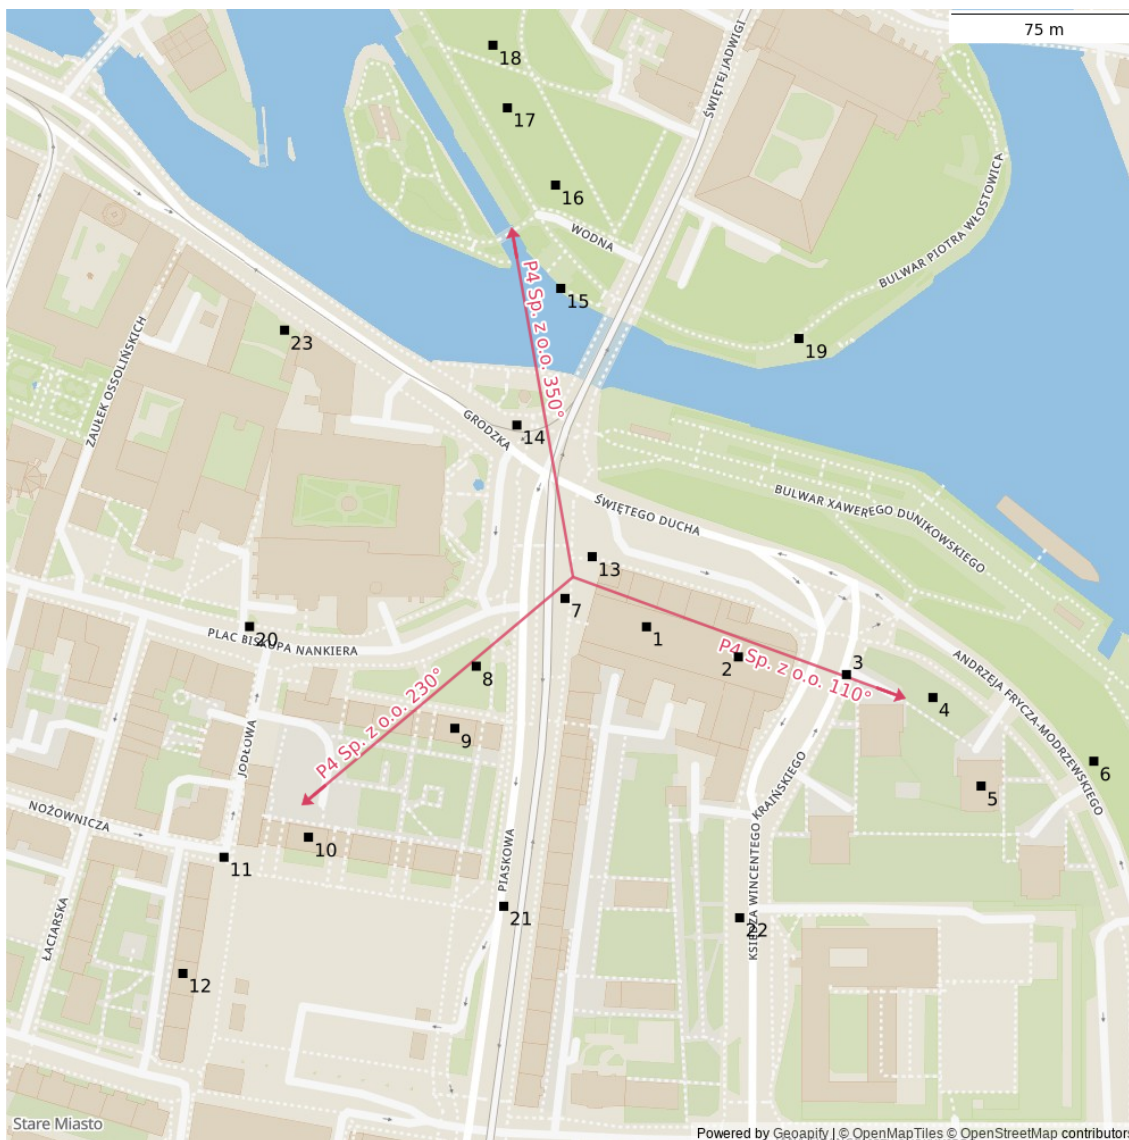 75 m
ŚWIĘTEJ JADWIGI
18
17
16
WODNA
BULWAR PIOTRA WŁOSTOWICA
P4 Sp. z o.o. 350°
15
23
19
ZAUŁEK OSSOLIŃSKICH
14
GRODZKA
ŚWIĘTEGO DUCHA
BULWAR XAWEREGO DUNIKOWSKIEGO
13
7
1
20
PLAC BISKUPA NANKIERA
2
P4 Sp. z o.o. 110°
3
8
4
ANDRZEJA FRYCZA-MODRZEWSKIEGO
P4 Sp. z o.o. 230°
9
JODŁOWA
6
5
NOŻOWNICZA
10
KSIĘDZA WINCENTEGO KRAIŃSKIEGO
11
PIASKOWA
21
22
ŁACIARSKA
12
Stare Miasto
Powered by Geoapify | © OpenMapTiles © OpenStreetMap contributors